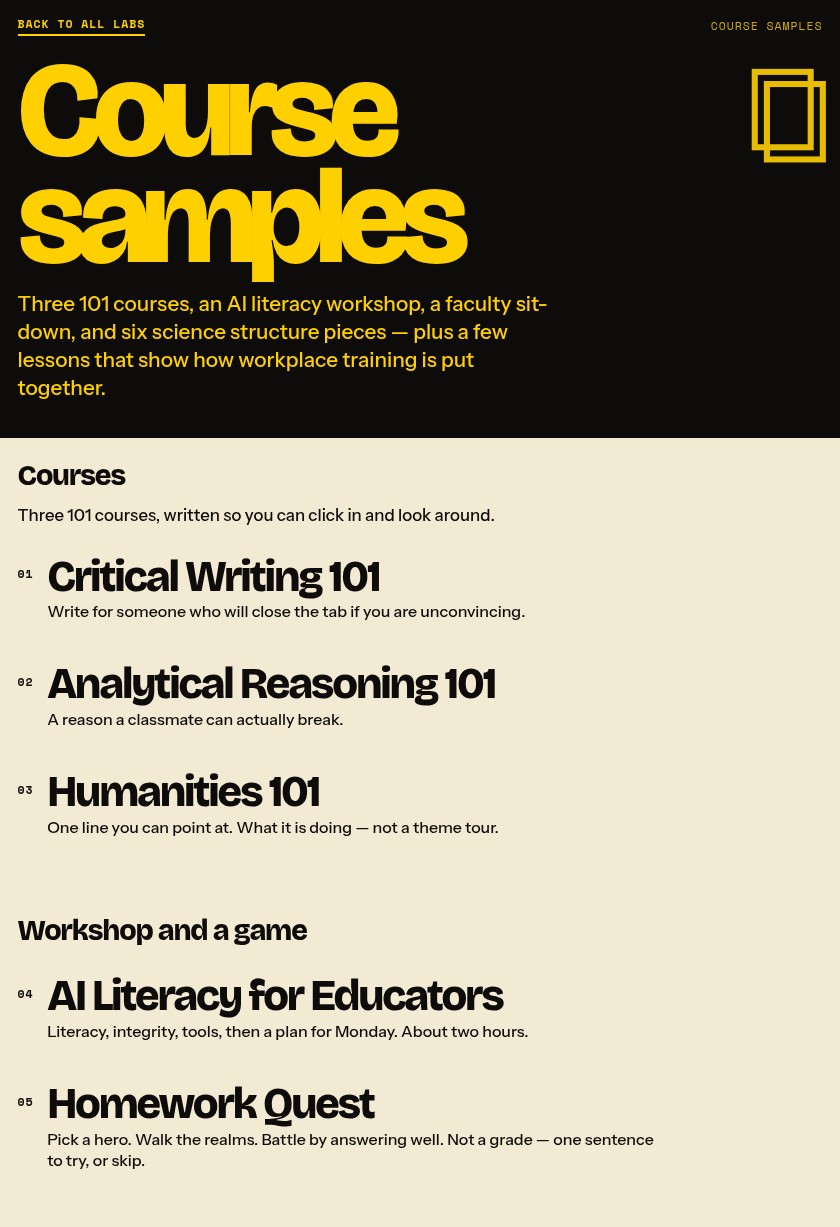 BACK TO ALL LABS
COURSE SAMPLES
Course
samples
Three 101 courses, an AI literacy workshop, a faculty sit-
down, and six science structure pieces — plus a few
lessons that show how workplace training is put
together.
Courses
Three 101 courses, written so you can click in and look around.
01 Critical Writing 101
Write for someone who will close the tab if you are unconvincing.
02 Analytical Reasoning 101
A reason a classmate can actually break.
03 Humanities 101
One line you can point at. What it is doing — not a theme tour.
Workshop and a game
04 AI Literacy for Educators
Literacy, integrity, tools, then a plan for Monday. About two hours.
05 Homework Quest
Pick a hero. Walk the realms. Battle by answering well. Not a grade — one sentence
to try, or skip.